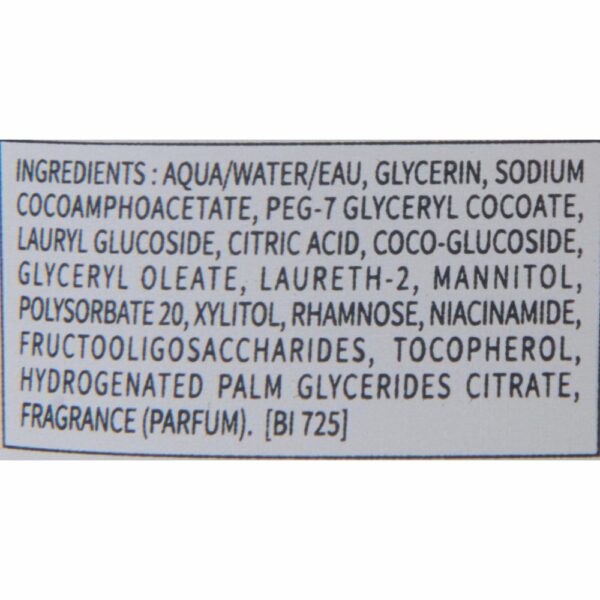 INGREDIENTS : AQUA/WATER/EAU, GLYCERIN, SODIUM
COCOAMPHOACETATE, PEG-7 GLYCERYL COCOATE,
LAURYL GLUCOSIDE, CITRIC ACID, COCO-GLUCOSIDE,
GLYCERYL OLEATE, LAURETH-2, MANNITOL,
POLYSORBATE 20, XYLITOL, RHAMNOSE, NIACINAMIDE,
FRUCTOOLIGOSACCHARIDES, TOCOPHEROL,
HYDROGENATED PALM GLYCERIDES CITRATE,
FRAGRANCE (PARFUM). [BI 725]